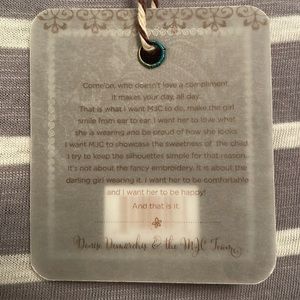 Come on, who doesn't love a compliment.
It makes your day, all day.
That is what I want MJC to do, make the girl
smile from ear to ear. I want her to love what
she is wearing and be proud of how she looks.
I want MJC to showcase the sweetness of the child.
I try to keep the silhouettes simple for that reason.
It's not about the fancy embroidery. It is about the
darling girl wearing it. I want her to be comfortable
and I want her to be happy!
And that is it.
Denise Demarchis & the MJC Team